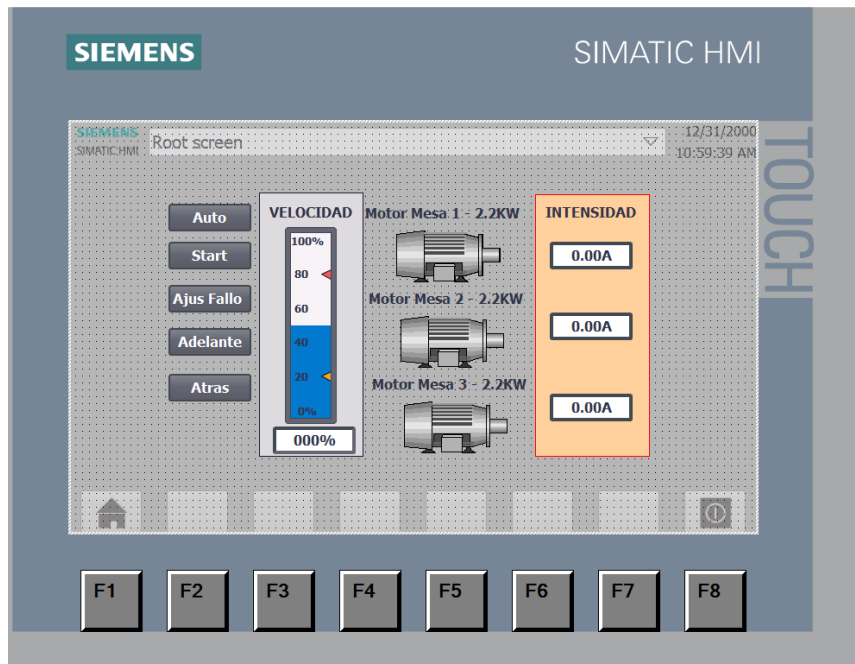 SIEMENS
SIMATIC HMI
SIEMENS
SIMATIC HMI
Root screen
12/31/2000
10:59:39 AM
TOUCH
Auto
Start
Ajus Fallo
Adelante
Atras
VELOCIDAD
100%
80
60
40
20
0%
000%
Motor Mesa 1 - 2.2KW
Motor Mesa 2 - 2.2KW
Motor Mesa 3 - 2.2KW
INTENSIDAD
0.00A
0.00A
0.00A
F1 F2 F3 F4 F5 F6 F7 F8